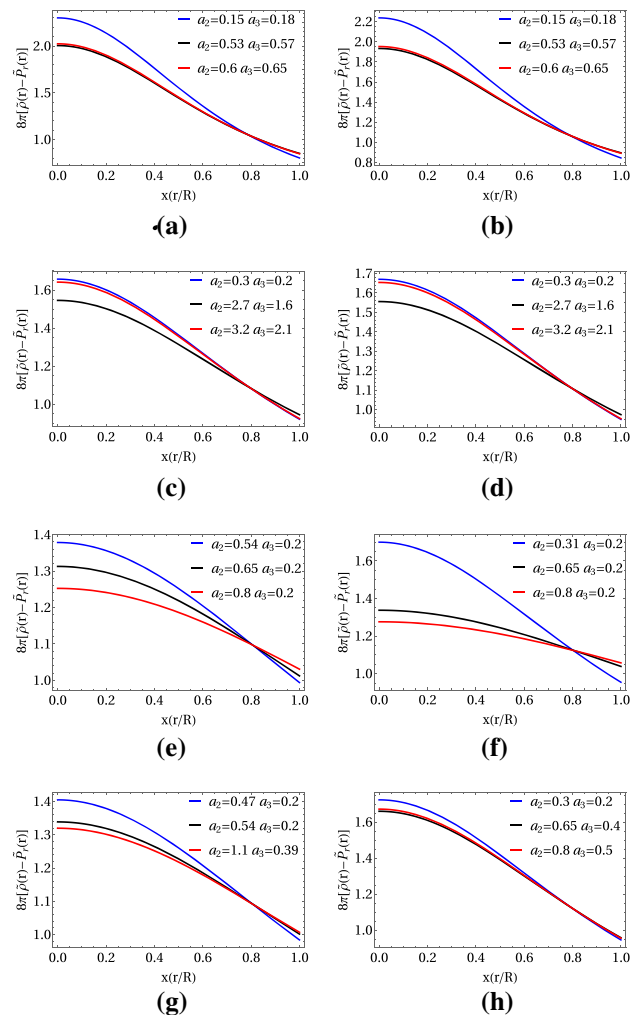 a₂=0.15 a₃=0.18
a₂=0.53 a₃=0.57
a₂=0.6 a₃=0.65
8π[ρ̃(r)−P̃ᵣ(r)]
2.0
1.5
1.0
0.0 0.2 0.4 0.6 0.8 1.0
x(r/R)
(a)
a₂=0.15 a₃=0.18
a₂=0.53 a₃=0.57
a₂=0.6 a₃=0.65
8π[ρ̃(r)−P̃ᵣ(r)]
2.2
2.0
1.8
1.6
1.4
1.2
1.0
0.8
0.0 0.2 0.4 0.6 0.8 1.0
x(r/R)
(b)
a₂=0.3 a₃=0.2
a₂=2.7 a₃=1.6
a₂=3.2 a₃=2.1
8π[ρ̃(r)−P̃ᵣ(r)]
1.6
1.4
1.2
1.0
0.0 0.2 0.4 0.6 0.8 1.0
x(r/R)
(c)
a₂=0.3 a₃=0.2
a₂=2.7 a₃=1.6
a₂=3.2 a₃=2.1
8π[ρ̃(r)−P̃ᵣ(r)]
1.7
1.6
1.5
1.4
1.3
1.2
1.1
1.0
0.0 0.2 0.4 0.6 0.8 1.0
x(r/R)
(d)
a₂=0.54 a₃=0.2
a₂=0.65 a₃=0.2
a₂=0.8 a₃=0.2
8π[ρ̃(r)−P̃ᵣ(r)]
1.4
1.3
1.2
1.1
1.0
0.0 0.2 0.4 0.6 0.8 1.0
x(r/R)
(e)
a₂=0.31 a₃=0.2
a₂=0.65 a₃=0.2
a₂=0.8 a₃=0.2
8π[ρ̃(r)−P̃ᵣ(r)]
1.6
1.4
1.2
1.0
0.0 0.2 0.4 0.6 0.8 1.0
x(r/R)
(f)
a₂=0.47 a₃=0.2
a₂=0.54 a₃=0.2
a₂=1.1 a₃=0.39
8π[ρ̃(r)−P̃ᵣ(r)]
1.4
1.3
1.2
1.1
1.0
0.0 0.2 0.4 0.6 0.8 1.0
x(r/R)
(g)
a₂=0.3 a₃=0.2
a₂=0.65 a₃=0.4
a₂=0.8 a₃=0.5
8π[ρ̃(r)−P̃ᵣ(r)]
1.6
1.4
1.2
1.0
0.0 0.2 0.4 0.6 0.8 1.0
x(r/R)
(h)